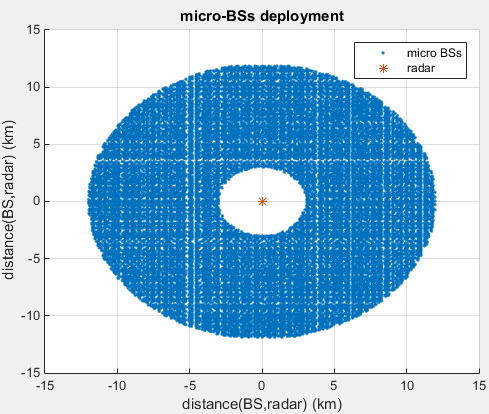 micro-BSs deployment
micro BSs
radar
distance(BS,radar) (km)
15
10
5
0
-5
-10
-15
-15
-10
-5
0
5
10
15
distance(BS,radar) (km)